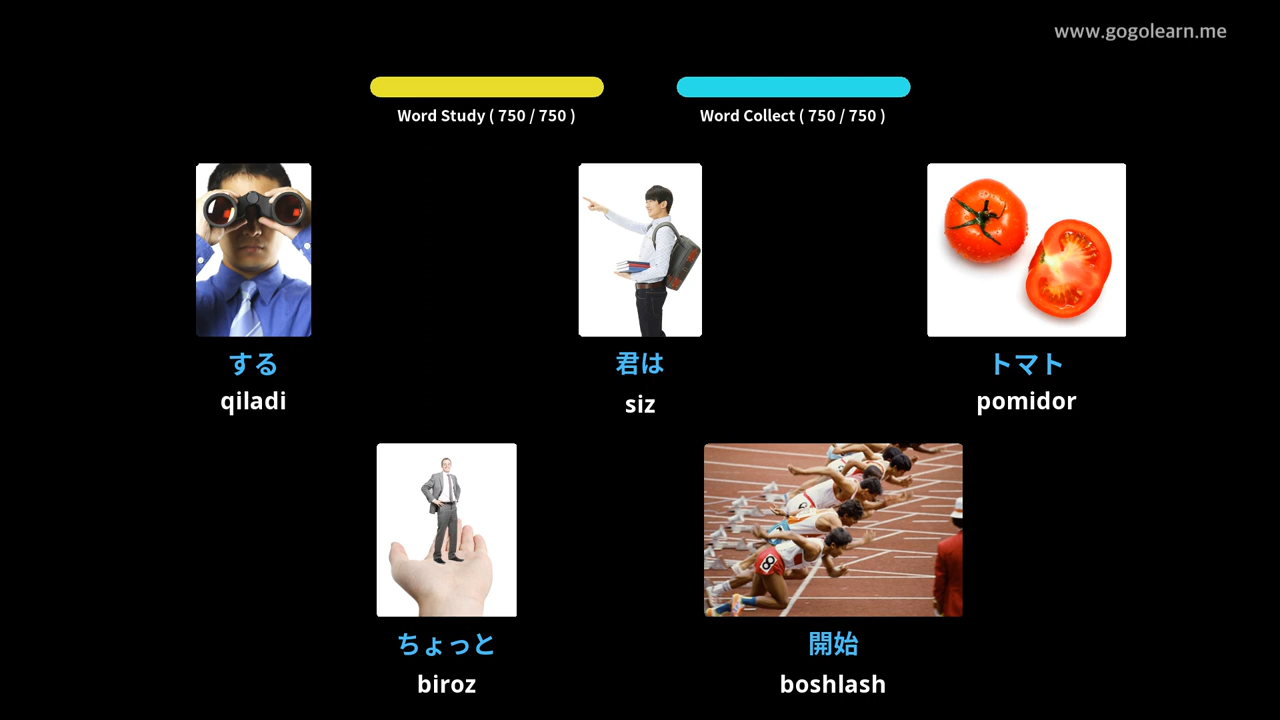 www.gogolearn.me
Word Study ( 750 / 750 )
Word Collect ( 750 / 750 )
する
qiladi
君は
siz
トマト
pomidor
ちょっと
biroz
開始
boshlash